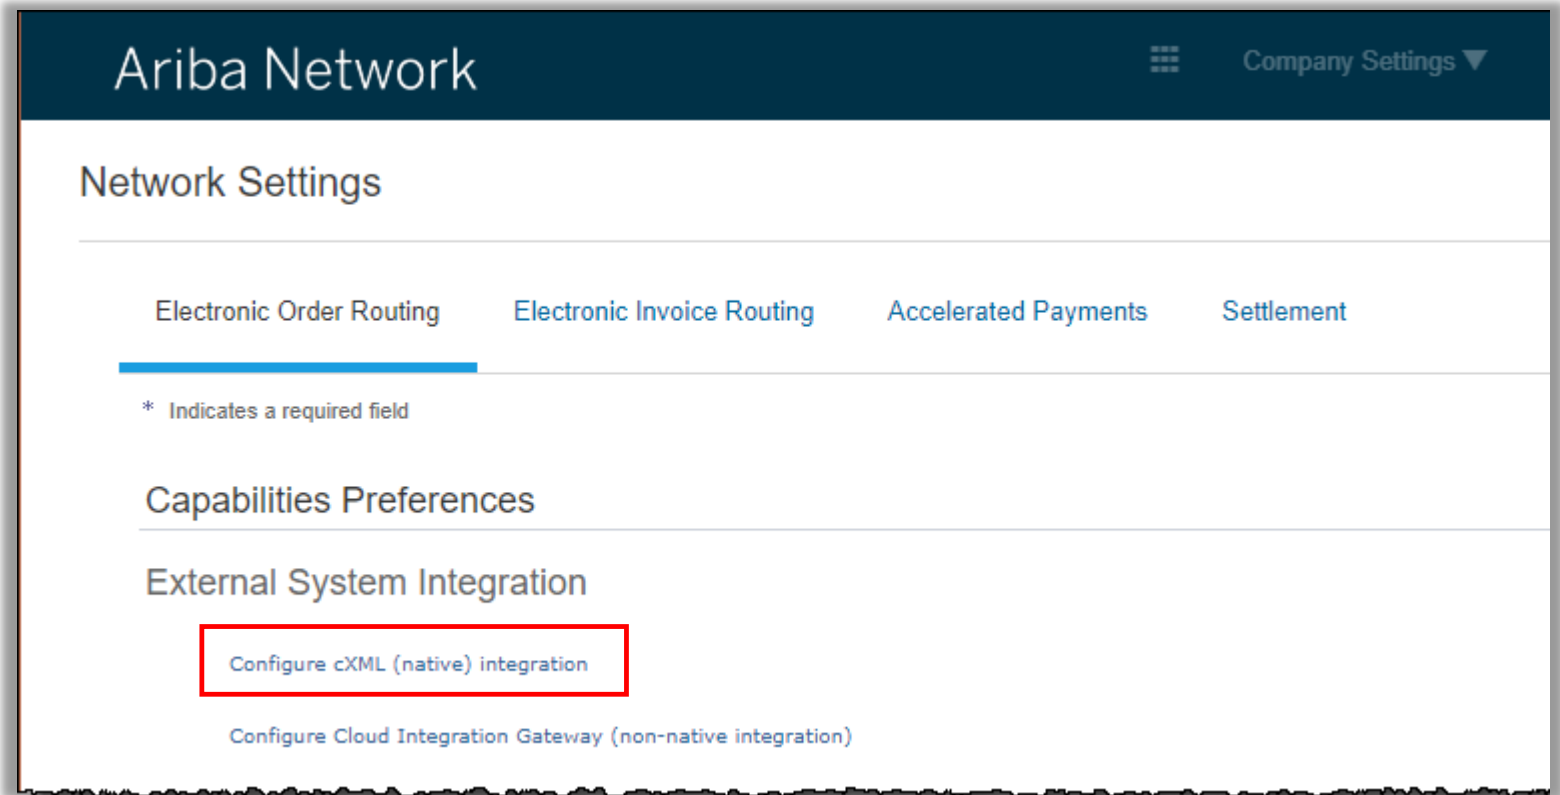 Ariba Network
Company Settings ▼
Network Settings
Electronic Order Routing
Electronic Invoice Routing
Accelerated Payments
Settlement
* Indicates a required field
Capabilities Preferences
External System Integration
Configure cXML (native) integration
Configure Cloud Integration Gateway (non-native integration)